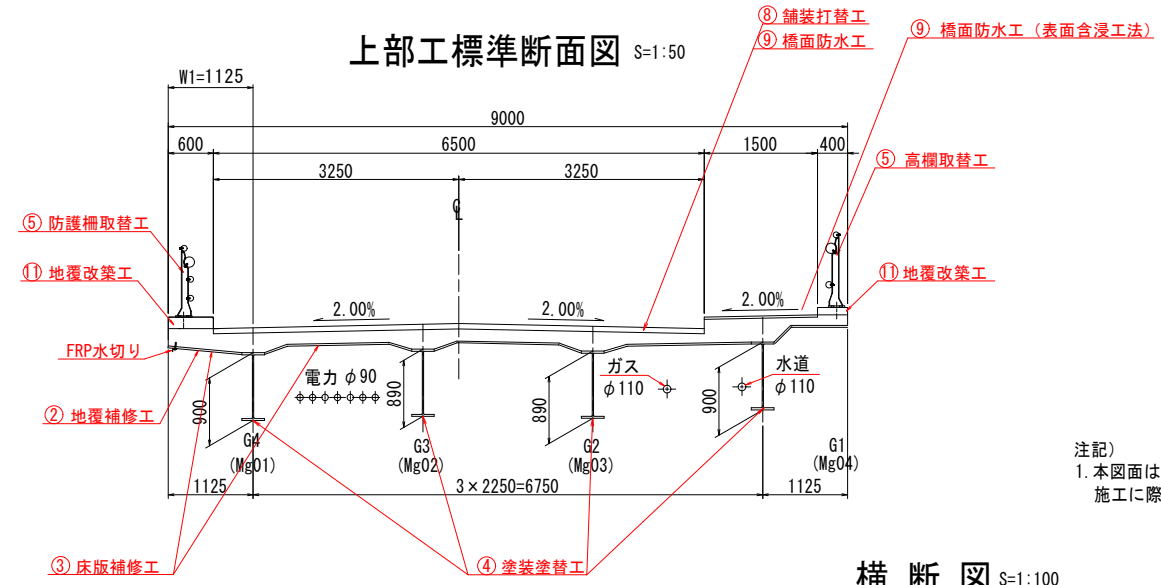 ⑧ 舗装打替工
⑨ 橋面防水工
⑨ 橋面防水工（表面含浸工法）
上部工標準断面図 S=1:50
W1=1125
9000
600
6500
1500
400
3250
3250
⑤ 高欄取替工
⑤ 防護柵取替工
⑪ 地覆改築工
⑪ 地覆改築工
2.00%
2.00%
2.00%
FRP水切り
電力 φ90
ガス
φ110
水道
φ110
900
890
890
900
② 地覆補修工
G4
(Mg01)
G3
(Mg02)
G2
(Mg03)
G1
(Mg04)
1125
3×2250=6750
1125
注記)
1.本図面は
施工に際
③ 床版補修工
④ 塗装塗替工
横 断 図 S=1:100